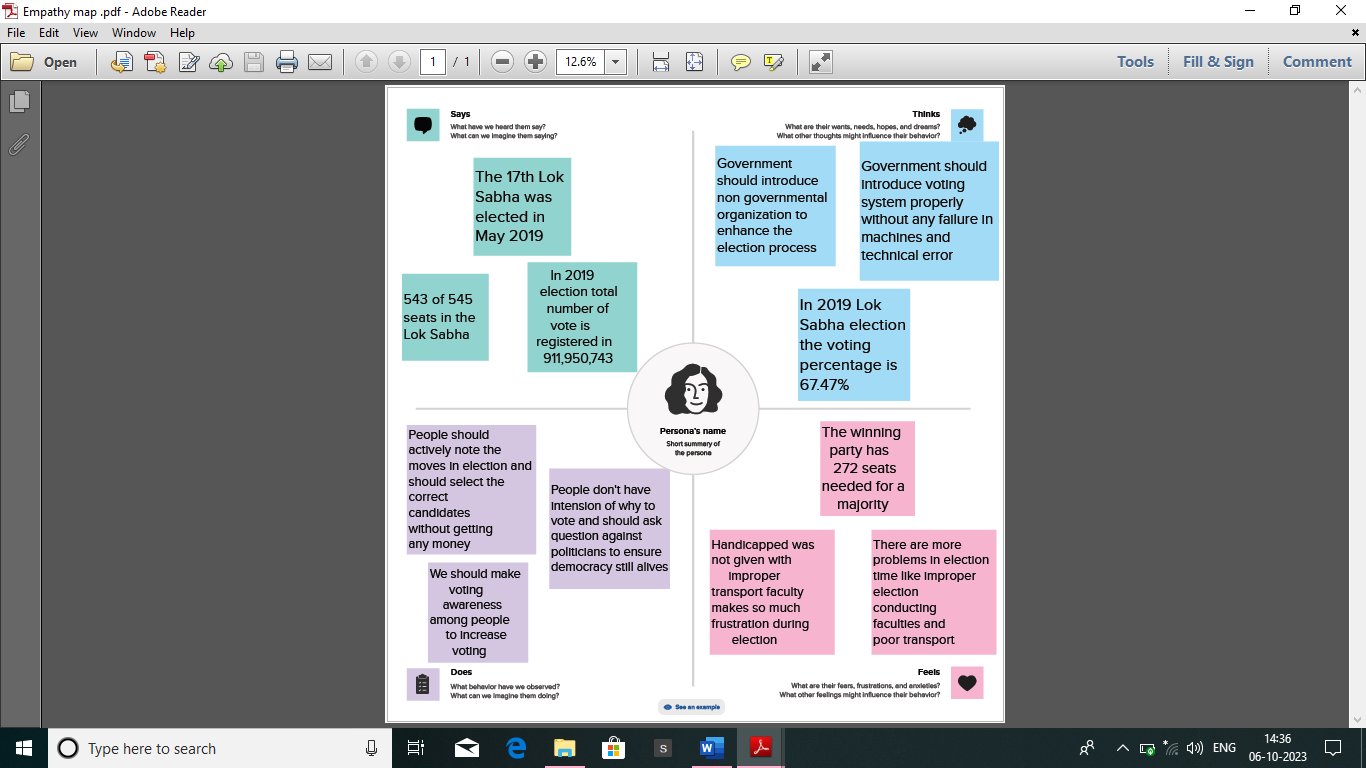 Empathy map .pdf - Adobe Reader
File Edit View Window Help
Open
1 / 1
12.6%
Tools Fill & Sign Comment
Says
What have we heard them say?
What can we imagine them saying?
The 17th Lok
Sabha was
elected in
May 2019
543 of 545
seats in the
Lok Sabha
In 2019
election total
number of
vote is
registered in
911,950,743
Thinks
What are their wants, needs, hopes, and dreams?
What other thoughts might influence their behavior?
Government
should introduce
non governmental
organization to
enhance the
election process
Government should
introduce voting
system properly
without any failure in
machines and
technical error
In 2019 Lok
Sabha election
the voting
percentage is
67.47%
Persona's name
Short summary of
the persona
People should
actively note the
moves in election and
should select the
correct
candidates
without getting
any money
People don't have
intension of why to
vote and should ask
question against
politicians to ensure
democracy still alives
We should make
voting
awareness
among people
to increase
voting
Does
What behavior have we observed?
What can we imagine them doing?
The winning
party has
272 seats
needed for a
majority
Handicapped was
not given with
improper
transport faculty
makes so much
frustration during
election
There are more
problems in election
time like improper
election
conducting
faculties and
poor transport
Feels
What are their fears, frustrations, and anxieties?
What other feelings might influence their behavior?
See an example
Type here to search
S
ENG
14:36
06-10-2023